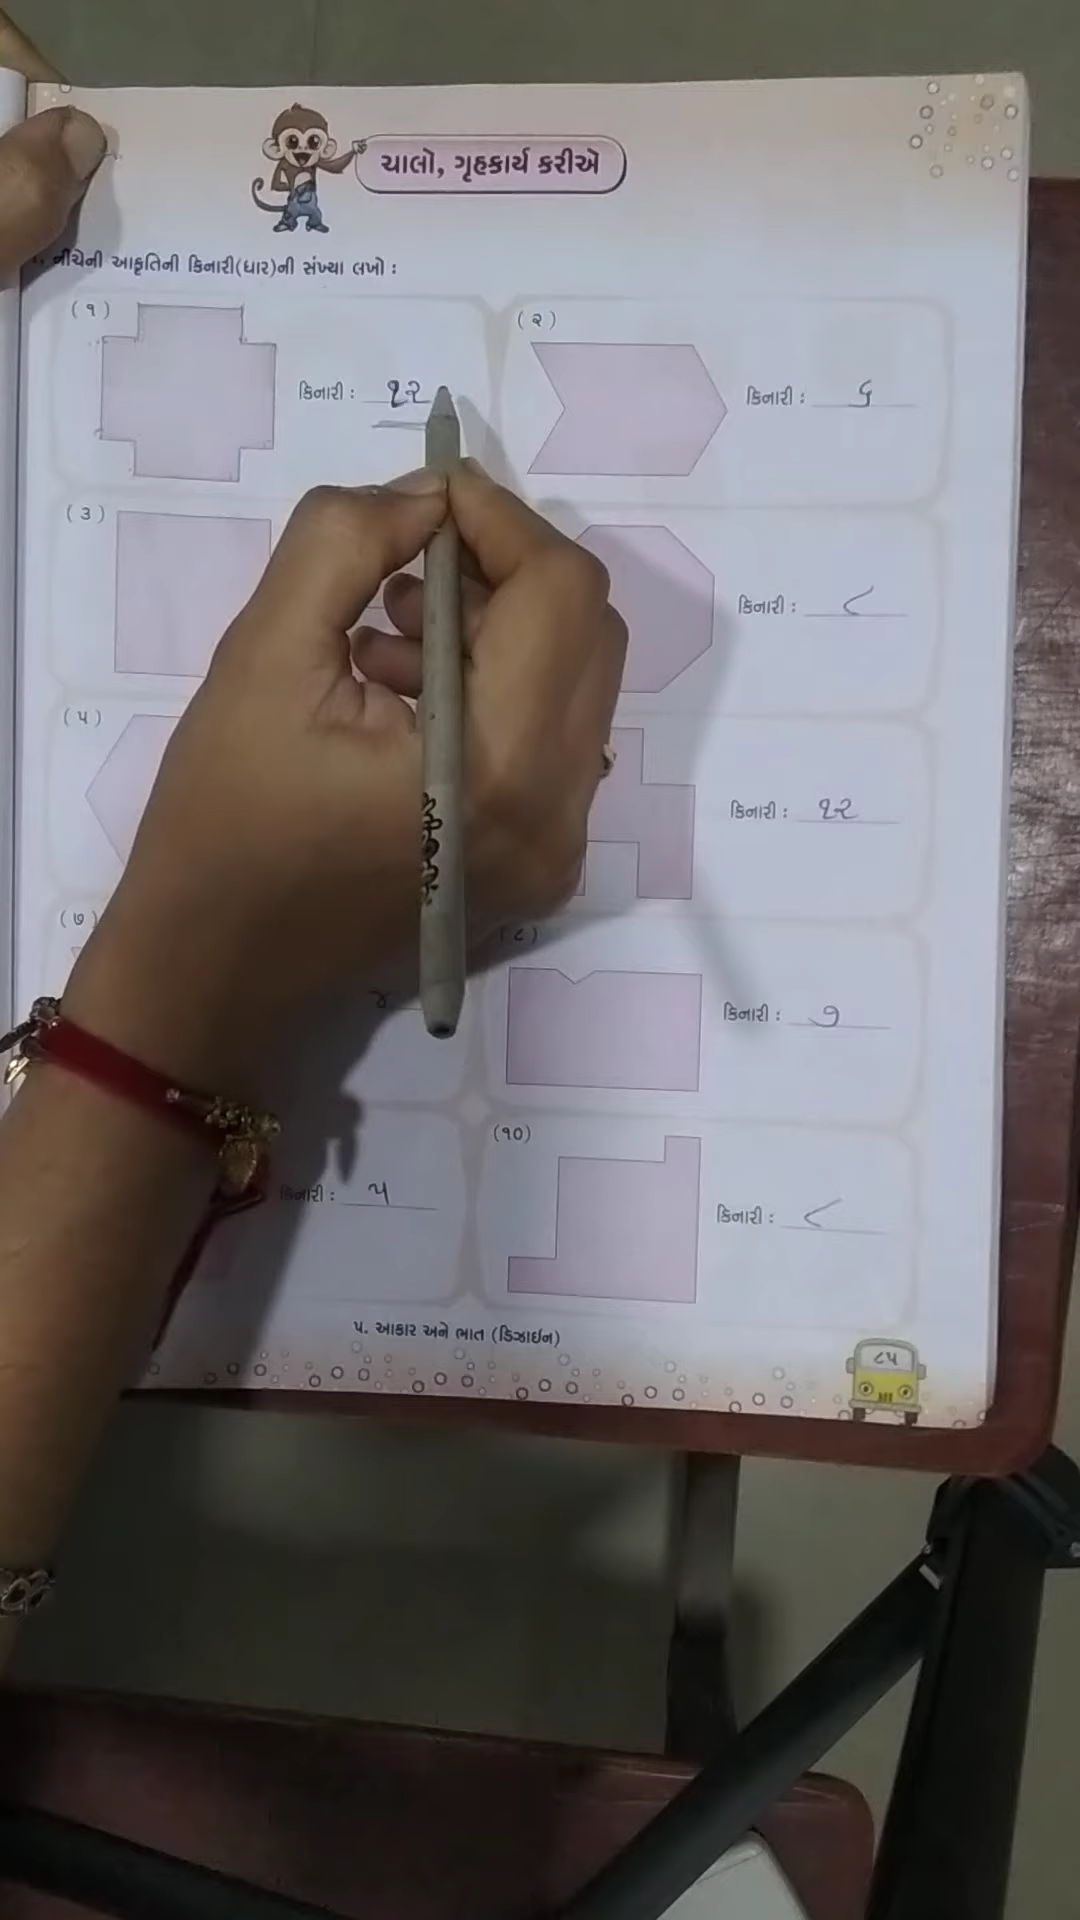 ચાલો, ગૃહકાર્ય કરીએ
નીચેની આકૃતિની કિનારી(ધાર)ની સંખ્યા લખો :
(૧)
કિનારી : ૧૨
(૨)
કિનારી : ૬
(૩)
કિનારી : ૮
(૫)
કિનારી : ૧૨
(૭)
૪
(૮)
કિનારી : ૭
કિનારી : ૫
(૧૦)
કિનારી : ૮
૫. આકાર અને ભાત (ડિઝાઇન)
૮૫